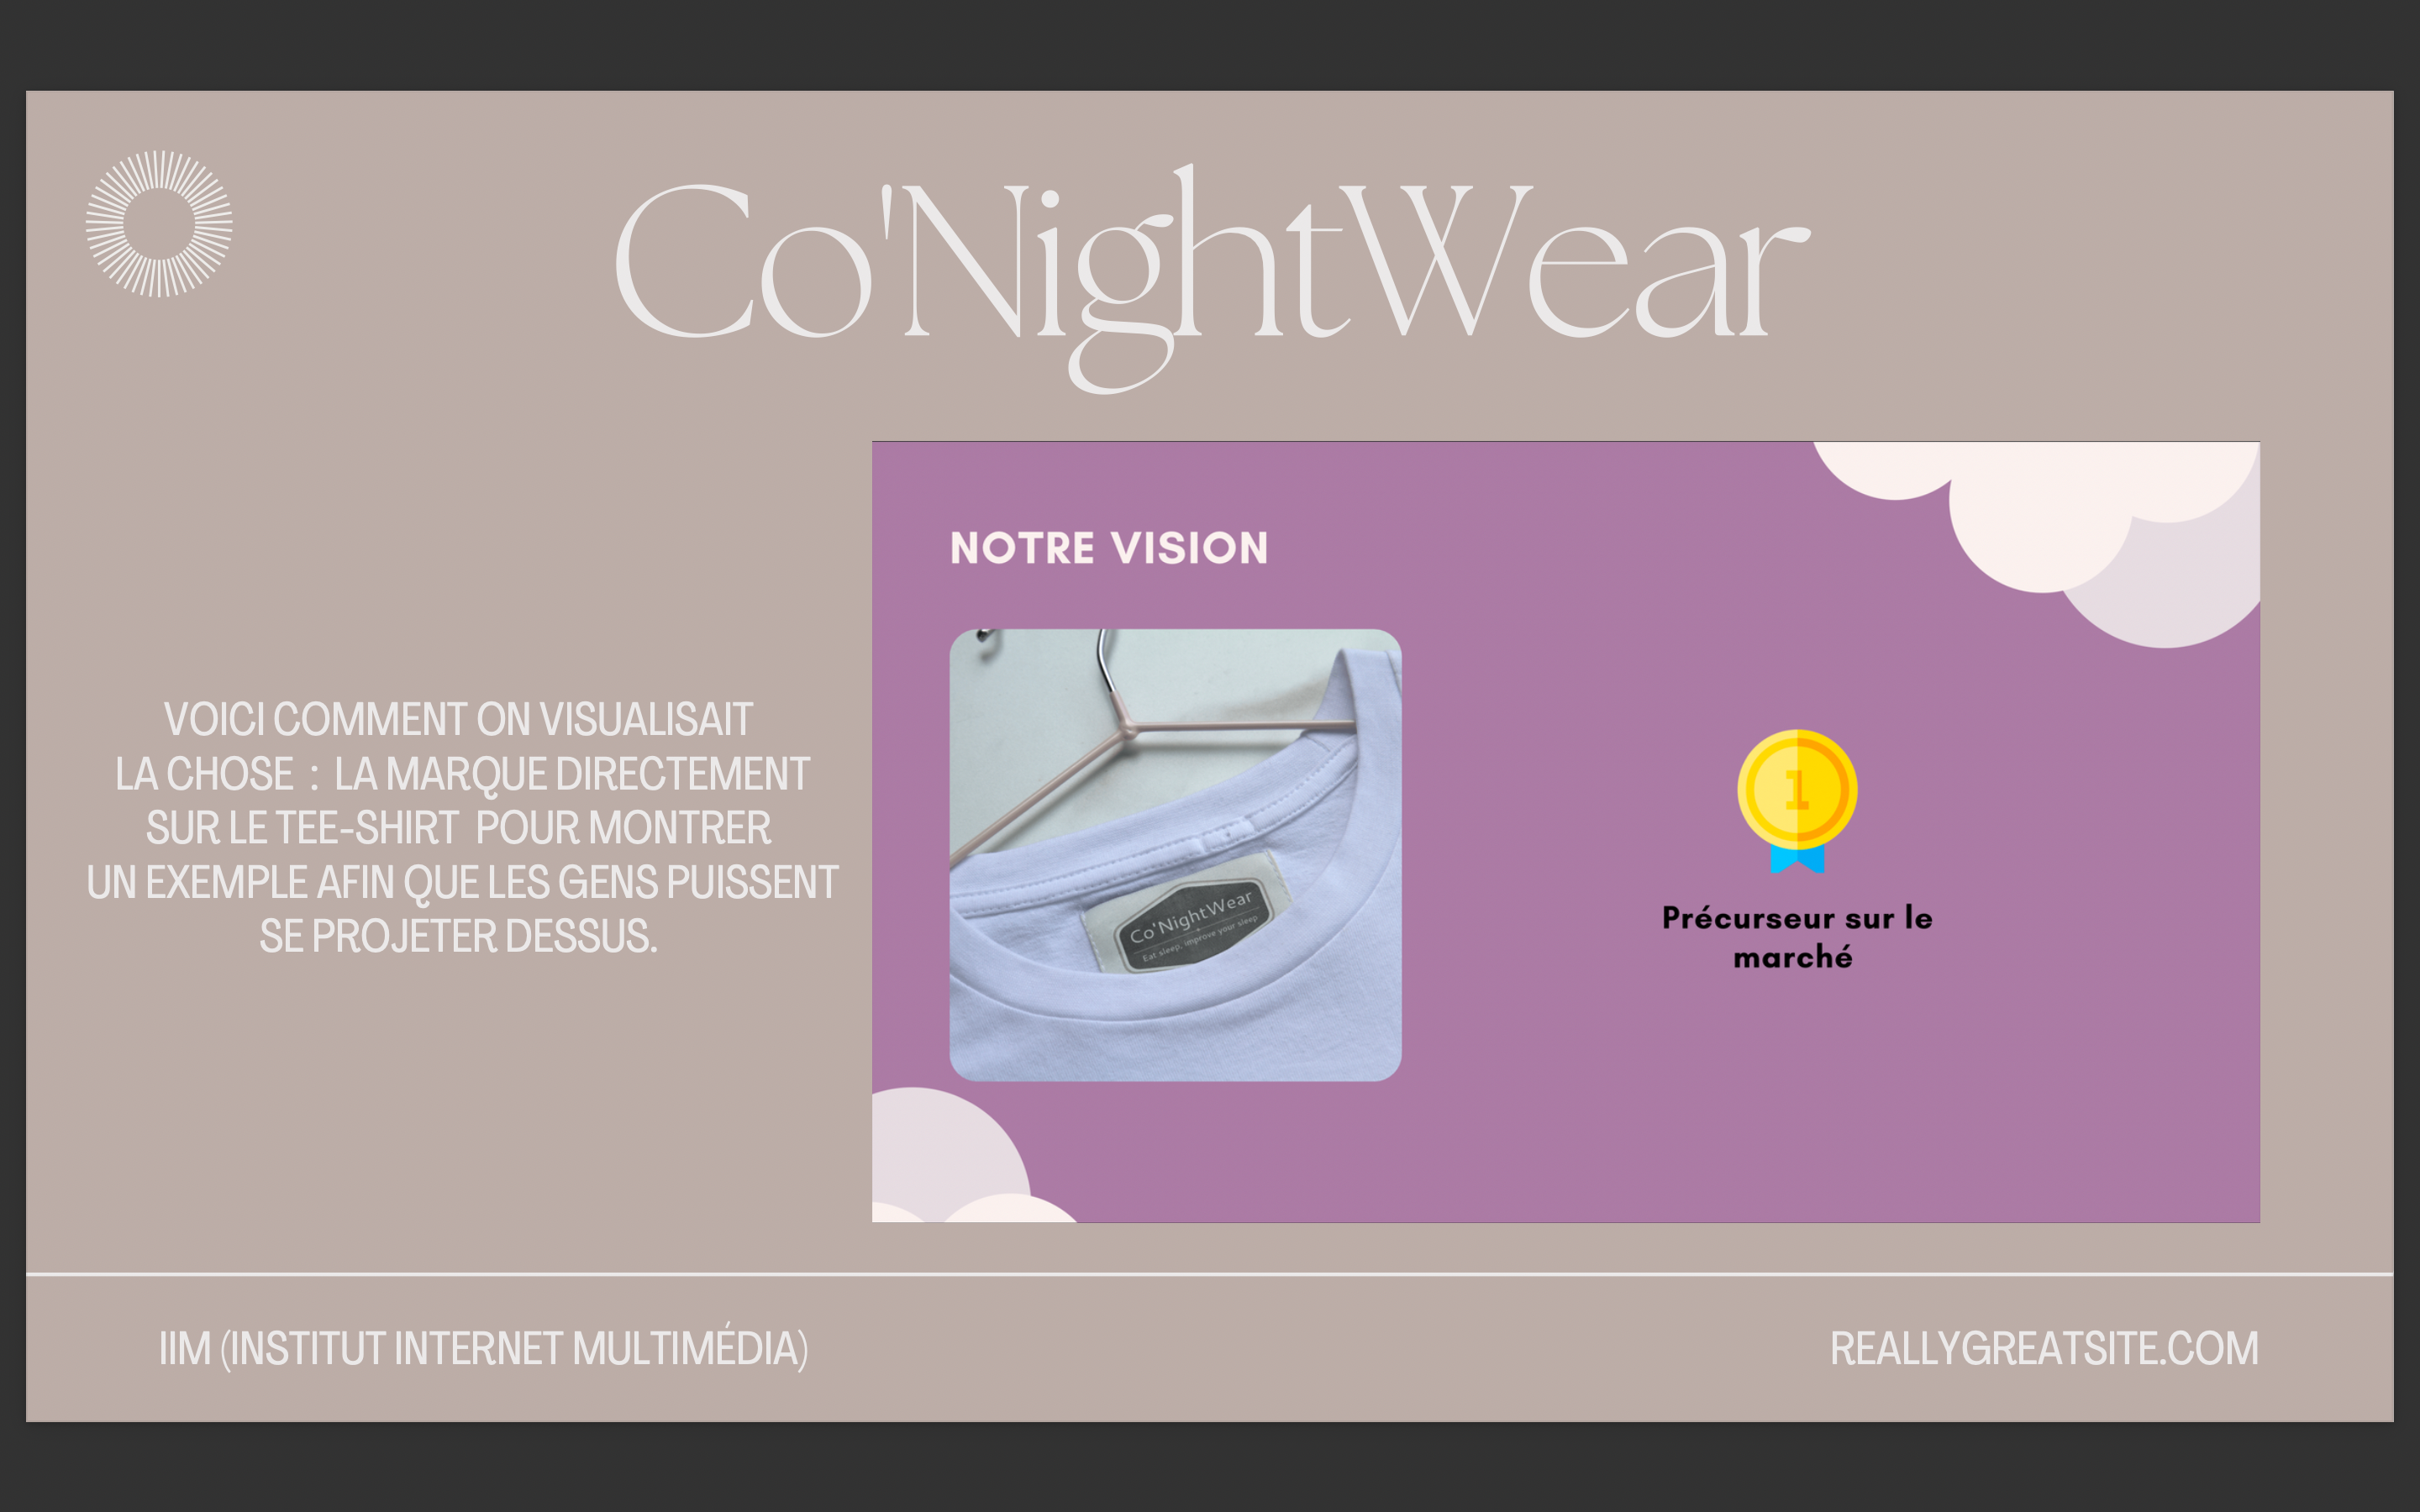 Co'NightWear
VOICI COMMENT ON VISUALISAIT
LA CHOSE : LA MARQUE DIRECTEMENT
SUR LE TEE-SHIRT POUR MONTRER
UN EXEMPLE AFIN QUE LES GENS PUISSENT
SE PROJETER DESSUS.
NOTRE VISION
Co'NightWear
Eat sleep, improve your sleep
1
Précurseur sur le
marché
IIM (INSTITUT INTERNET MULTIMÉDIA)
REALLYGREATSITE.COM